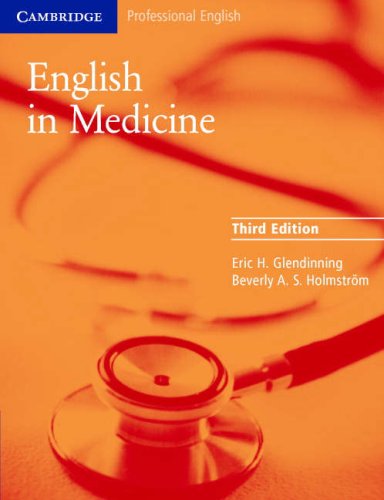 CAMBRIDGE Professional English
English
in Medicine
Third Edition
Eric H. Glendinning
Beverly A. S. Holmström